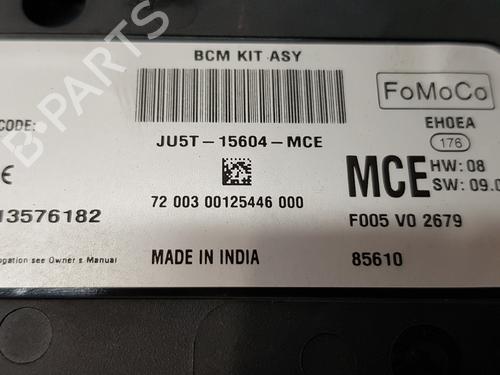 BCM KIT ASY
FoMoCo
CODE:
JU5T-15604-MCE
EH0EA
176
MCE
HW: 08
SW: 09.0
13576182
72 003 00125446 000
F005 V0 2679
ogation see Owner's Manual
MADE IN INDIA
85610
B-PARTS